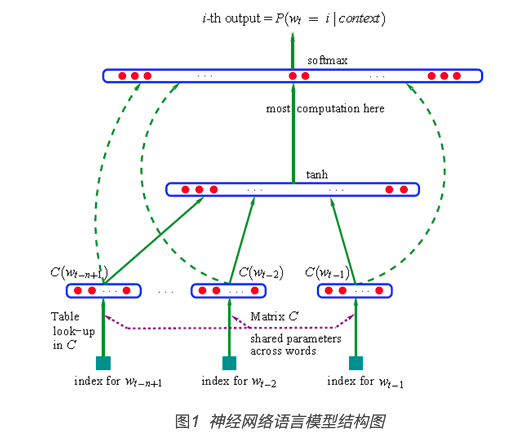 i-th output = P(w_t = i | context)
softmax
... ...
most computation here
tanh
... ...
C(w_{t-n+1}) C(w_{t-2}) C(w_{t-1})
... ... ... ... ...
Table look-up in C
Matrix C
shared parameters across words
index for w_{t-n+1} index for w_{t-2} index for w_{t-1}
图1 神经网络语言模型结构图